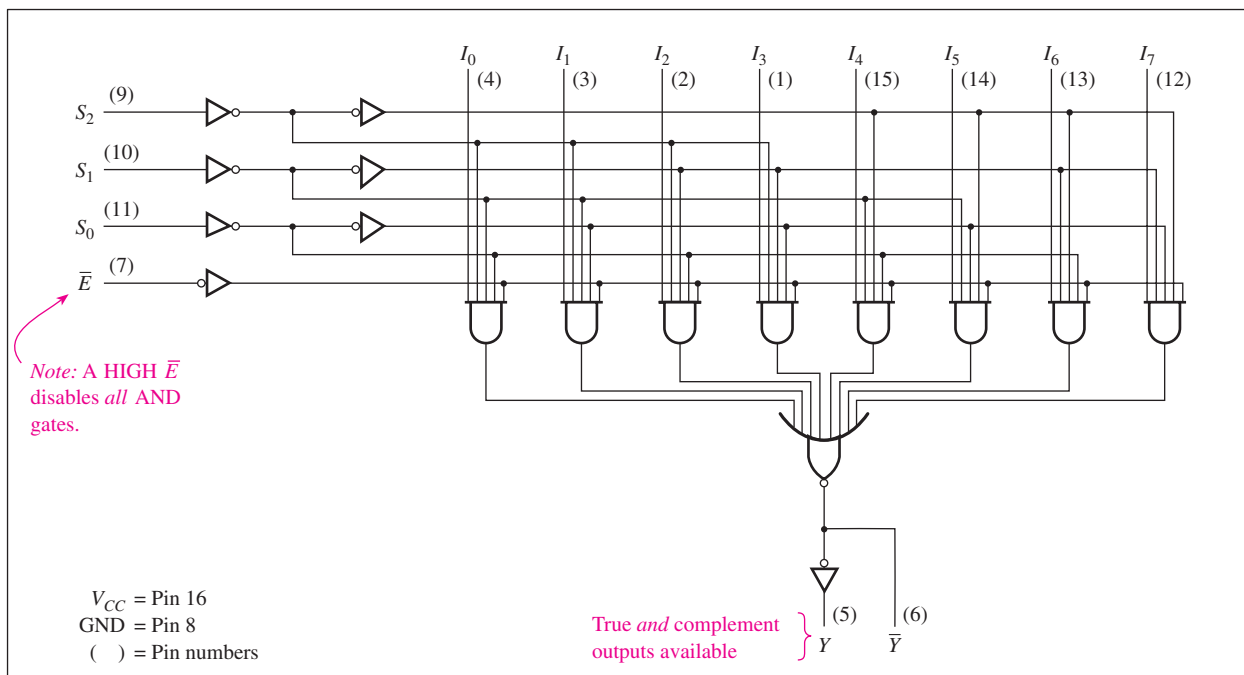 I0 I1 I2 I3 I4 I5 I6 I7
(4) (3) (2) (1) (15) (14) (13) (12)
S2 (9)
S1 (10)
S0 (11)
E̅ (7)
Note: A HIGH E̅
disables all AND
gates.
VCC = Pin 16
GND = Pin 8
( ) = Pin numbers
True and complement
outputs available
(5) (6)
Y Y̅